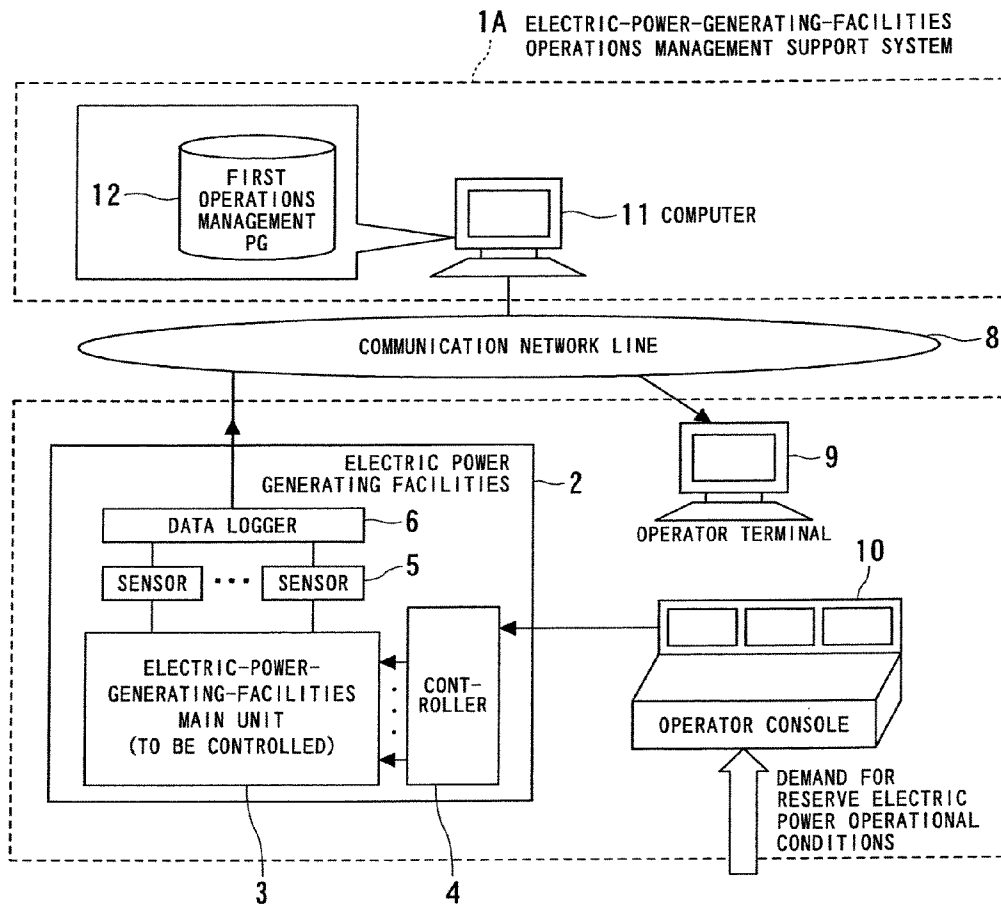 1A ELECTRIC-POWER-GENERATING-FACILITIES
OPERATIONS MANAGEMENT SUPPORT SYSTEM
12
FIRST
OPERATIONS
MANAGEMENT
PG
11 COMPUTER
COMMUNICATION NETWORK LINE
8
ELECTRIC POWER
GENERATING FACILITIES
2
DATA LOGGER
6
SENSOR ••• SENSOR
5
ELECTRIC-POWER-
GENERATING-FACILITIES
MAIN UNIT
(TO BE CONTROLLED)
3
CONT-
ROLLER
4
9
OPERATOR TERMINAL
10
OPERATOR CONSOLE
DEMAND FOR
RESERVE ELECTRIC
POWER OPERATIONAL
CONDITIONS